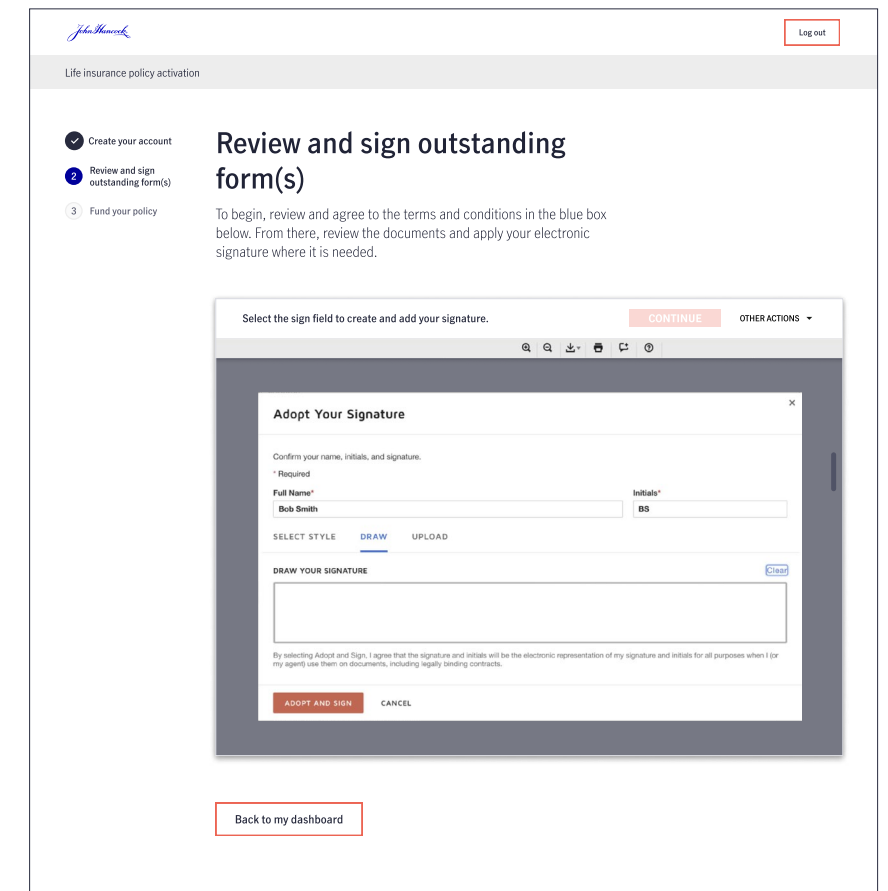 John Hancock
Log out
Life insurance policy activation
Create your account
2 Review and sign
outstanding form(s)
3 Fund your policy
Review and sign outstanding
form(s)
To begin, review and agree to the terms and conditions in the blue box
below. From there, review the documents and apply your electronic
signature where it is needed.
Select the sign field to create and add your signature.
CONTINUE
OTHER ACTIONS
Adopt Your Signature
Confirm your name, initials, and signature.
* Required
Full Name*
Initials*
Bob Smith
BS
SELECT STYLE DRAW UPLOAD
DRAW YOUR SIGNATURE
Clear
By selecting Adopt and Sign, I agree that the signature and initials will be the electronic representation of my signature and initials for all purposes when I (or
my agent) use them on documents, including legally binding contracts.
ADOPT AND SIGN
CANCEL
Back to my dashboard